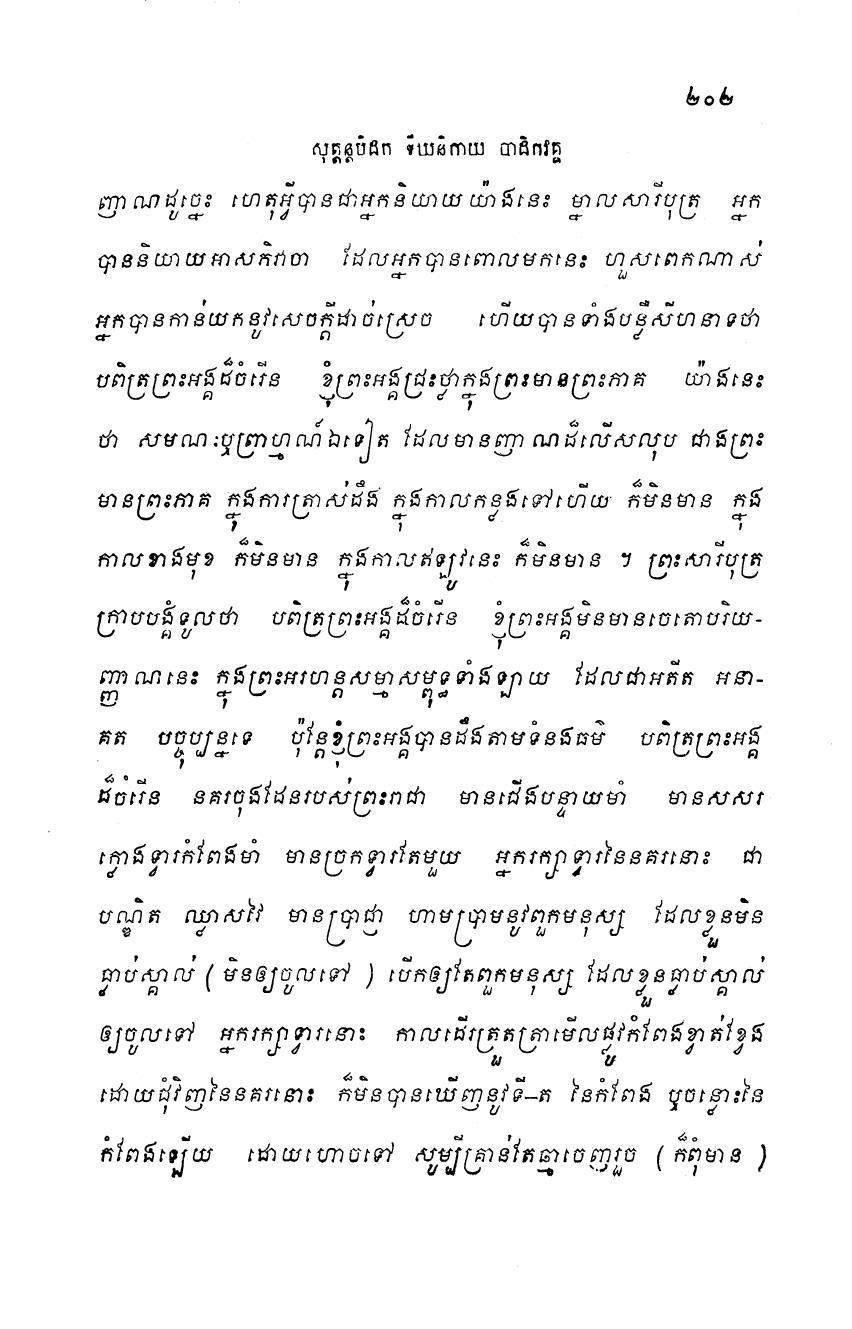 ២០២
សុត្តន្តបិដក ទីឃនិកាយ បាដិកវគ្គ
ញាណដូច្នេះ ហេតុអ្វីបានជាអ្នកនិយាយយ៉ាងនេះ ម្នាលសារីបុត្រ អ្នក
បាននិយាយអាសភិវាចា ដែលអ្នកបានពោលមកនេះ ហួសពេកណាស់
អ្នកបានកាន់យកនូវសេចក្តីដាច់ស្រេច ហើយបានទាំងបន្លឺសីហនាទថា
បពិត្រព្រះអង្គដ៏ចំរើន ខ្ញុំព្រះអង្គជ្រះថ្លាក្នុងព្រះមានព្រះភាគ យ៉ាងនេះ
ថា សមណៈឬព្រាហ្មណ៍ឯទៀត ដែលមានញាណដ៏លើសលុប ជាងព្រះ
មានព្រះភាគ ក្នុងការត្រាស់ដឹង ក្នុងកាលកន្លងទៅហើយ ក៏មិនមាន ក្នុង
កាលខាងមុខ ក៏មិនមាន ក្នុងកាលឥឡូវនេះ ក៏មិនមាន ។ ព្រះសារីបុត្រ
ក្រាបបង្គំទូលថា បពិត្រព្រះអង្គដ៏ចំរើន ខ្ញុំព្រះអង្គមិនមានចេតោបរិយ-
ញ្ញាណនេះ ក្នុងព្រះអរហន្តសម្មាសម្ពុទ្ធទាំងឡាយ ដែលជាអតីត អនា-
គត បច្ចុប្បន្នទេ ប៉ុន្តែខ្ញុំព្រះអង្គបានដឹងតាមទំនងធម៌ បពិត្រព្រះអង្គ
ដ៏ចំរើន នគរចុងដែនរបស់ព្រះរាជា មានជើងបន្ទាយមាំ មានសសរ
ក្លោងទ្វារកំពែងមាំ មានច្រកទ្វារតែមួយ អ្នករក្សាទ្វារនៃនគរនោះ ជា
បណ្ឌិត ឈ្លាសវៃ មានប្រាជ្ញា ហាមប្រាមនូវពួកមនុស្ស ដែលខ្លួនមិន
ធ្លាប់ស្គាល់ ( មិនឲ្យចូលទៅ ) បើកឲ្យតែពួកមនុស្ស ដែលខ្លួនធ្លាប់ស្គាល់
ឲ្យចូលទៅ អ្នករក្សាទ្វារនោះ កាលដើរត្រួតត្រាមើលផ្លូវកំពែងខ្វាត់ខ្វែង
ដោយជុំវិញនៃនគរនោះ ក៏មិនបានឃើញនូវទី-ត នៃកំពែង ឬចន្លោះនៃ
កំពែងឡើយ ដោយហោចទៅ សូម្បីគ្រាន់តែឆ្មាចេញរួច ( ក៏ពុំមាន )